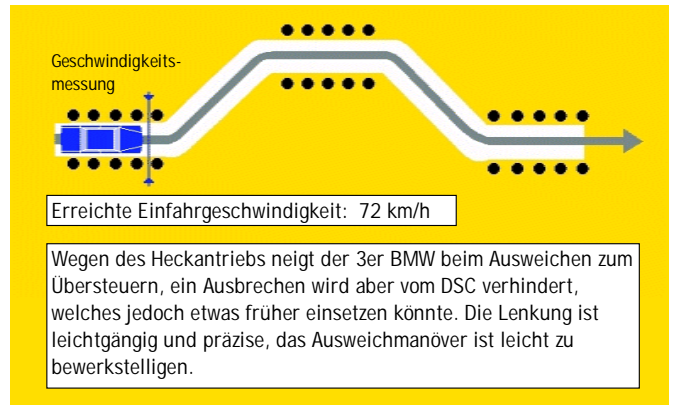 Geschwindigkeits-
messung
Erreichte Einfahrgeschwindigkeit: 72 km/h
Wegen des Heckantriebs neigt der 3er BMW beim Ausweichen zum
Übersteuern, ein Ausbrechen wird aber vom DSC verhindert,
welches jedoch etwas früher einsetzen könnte. Die Lenkung ist
leichtgängig und präzise, das Ausweichmanöver ist leicht zu
bewerkstelligen.